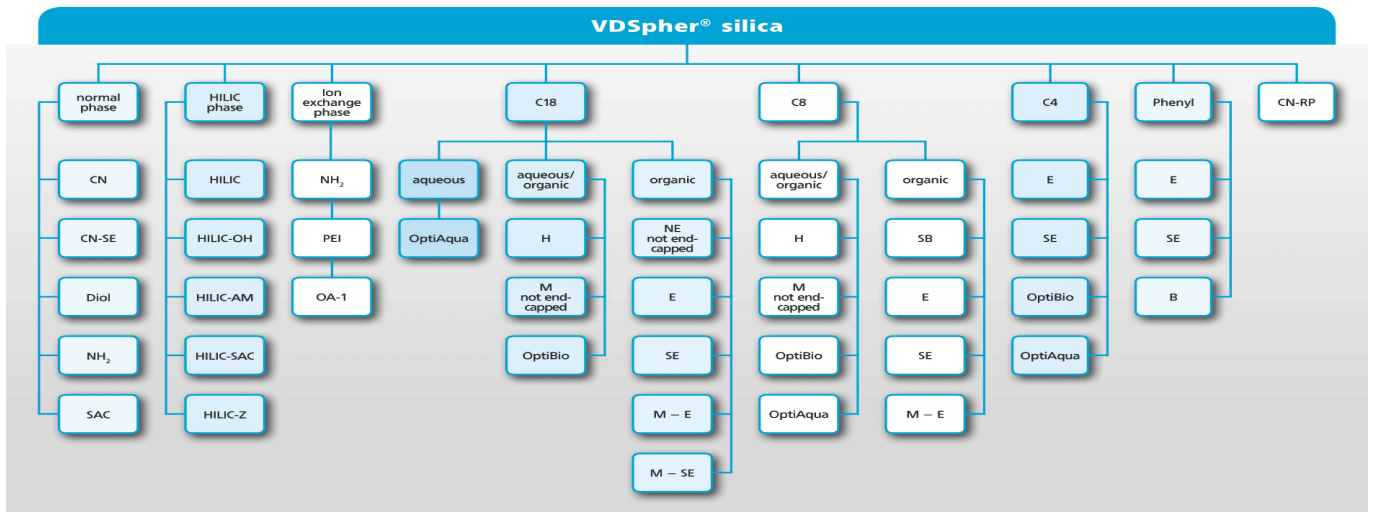 VDSpher® silica
normal
phase
HILIC
phase
Ion
exchange
phase
C18
C8
C4
Phenyl
CN-RP
CN
HILIC
NH₂
aqueous
aqueous/
organic
organic
aqueous/
organic
organic
E
E
CN-SE
HILIC-OH
PEI
OptiAqua
H
NE
not end-
capped
H
SB
SE
SE
Diol
HILIC-AM
OA-1
M
not end-
capped
E
M
not end-
capped
E
OptiBio
B
NH₂
HILIC-SAC
OptiBio
SE
OptiBio
SE
OptiAqua
SAC
HILIC-Z
M – E
OptiAqua
M – E
M – SE